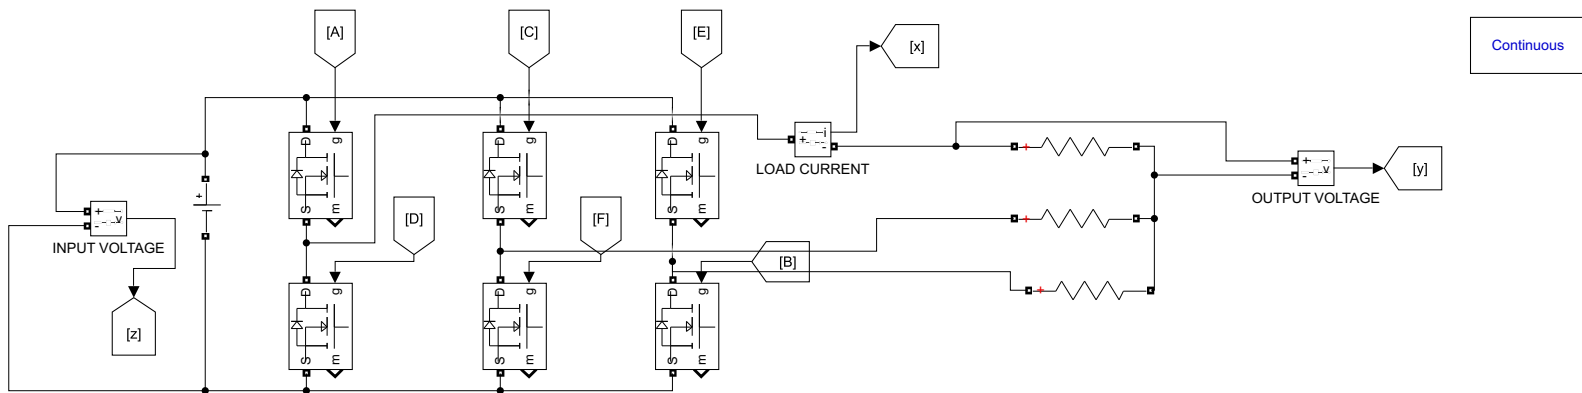 [A]
[C]
[E]
[x]
Continuous
D
g
D
g
D
g
+
i
-
LOAD CURRENT
+
+
v
-
[y]
OUTPUT VOLTAGE
S
m
S
m
S
m
+
+
v
-
INPUT VOLTAGE
[D]
[F]
+
[B]
[z]
D
g
D
g
D
g
+
S
m
S
m
S
m